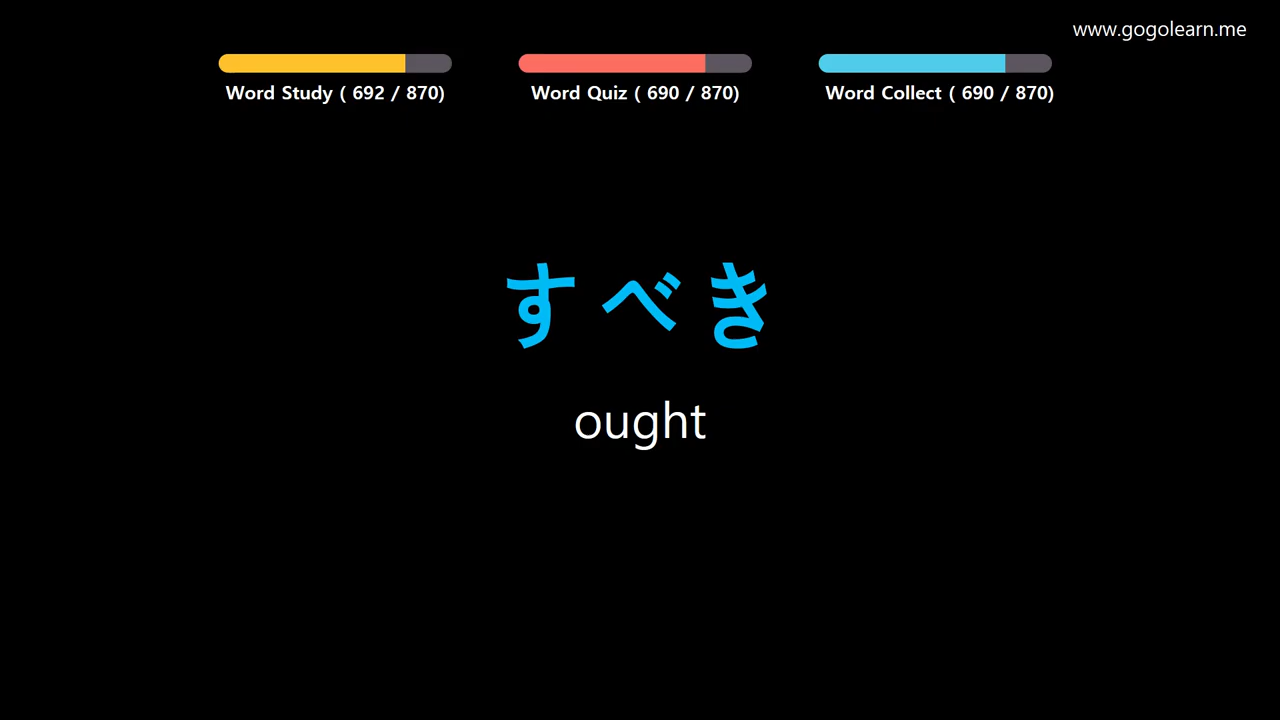 www.gogolearn.me
Word Study ( 692 / 870)
Word Quiz ( 690 / 870)
Word Collect ( 690 / 870)
すべき
ought